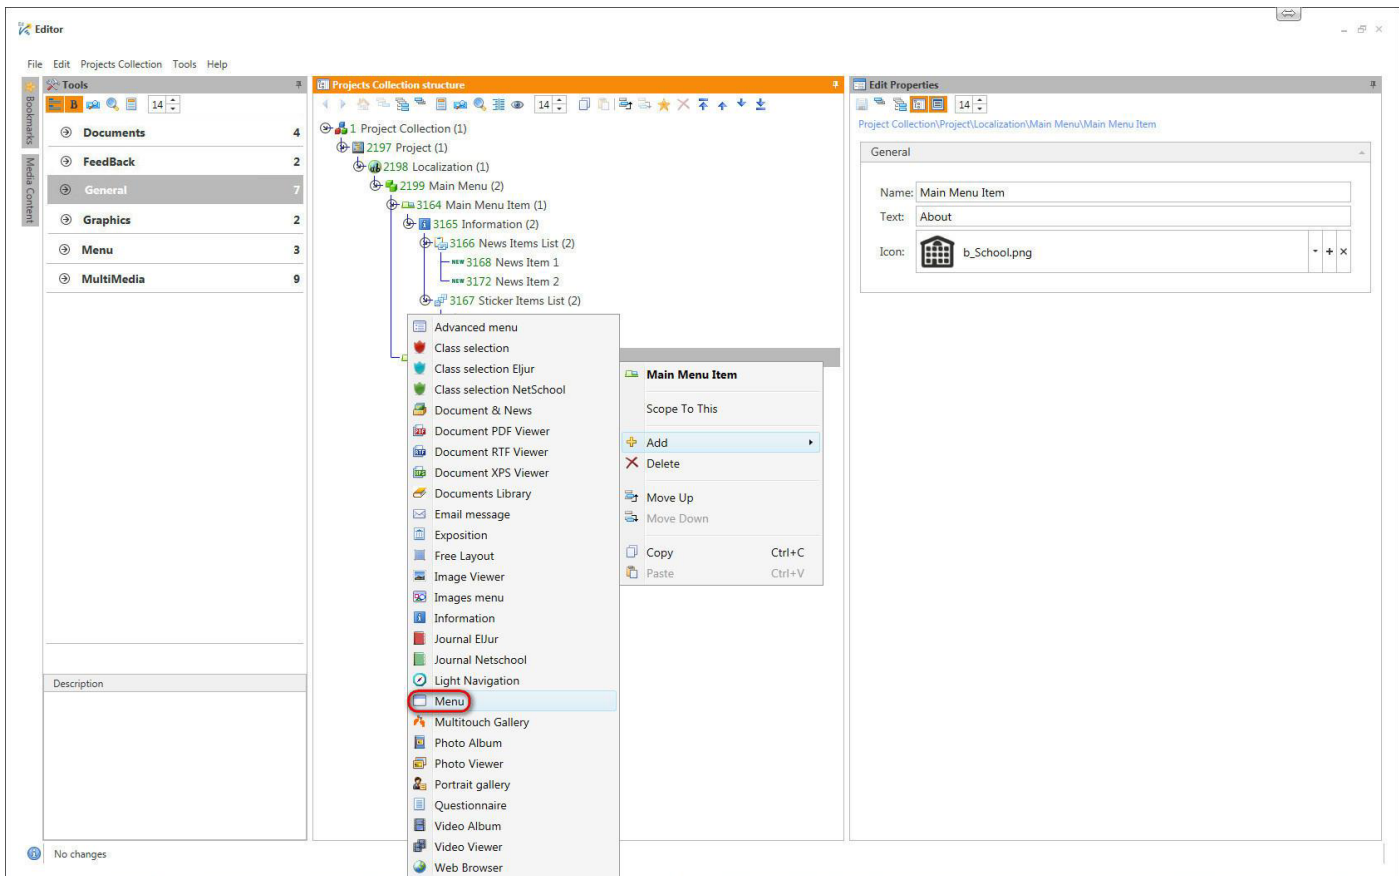 Editor
File Edit Projects Collection Tools Help
Bookmarks
Media Content
Tools
B 14
Documents 4
FeedBack 2
General 7
Graphics 2
Menu 3
MultiMedia 9
Description
No changes
Projects Collection structure
14
1 Project Collection (1)
2197 Project (1)
2198 Localization (1)
2199 Main Menu (2)
3164 Main Menu Item (1)
3165 Information (2)
3166 News Items List (2)
NEW 3168 News Item 1
NEW 3172 News Item 2
3167 Sticker Items List (2)
Advanced menu
Class selection
Class selection Eljur
Class selection NetSchool
Document & News
Document PDF Viewer
Document RTF Viewer
Document XPS Viewer
Documents Library
Email message
Exposition
Free Layout
Image Viewer
Images menu
Information
Journal ElJur
Journal Netschool
Light Navigation
Menu
Multitouch Gallery
Photo Album
Photo Viewer
Portrait gallery
Questionnaire
Video Album
Video Viewer
Web Browser
Main Menu Item
Scope To This
Add
Delete
Move Up
Move Down
Copy Ctrl+C
Paste Ctrl+V
Edit Properties
14
Project Collection\Project\Localization\Main Menu\Main Menu Item
General
Name: Main Menu Item
Text: About
Icon: b_School.png